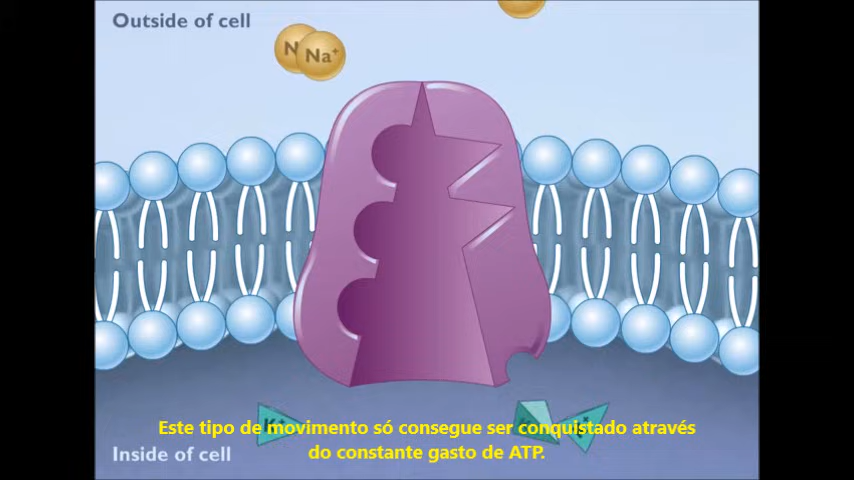 Outside of cell
N Na⁺
K⁺
Este tipo de movimento só consegue ser conquistado através
do constante gasto de ATP.
Inside of cell